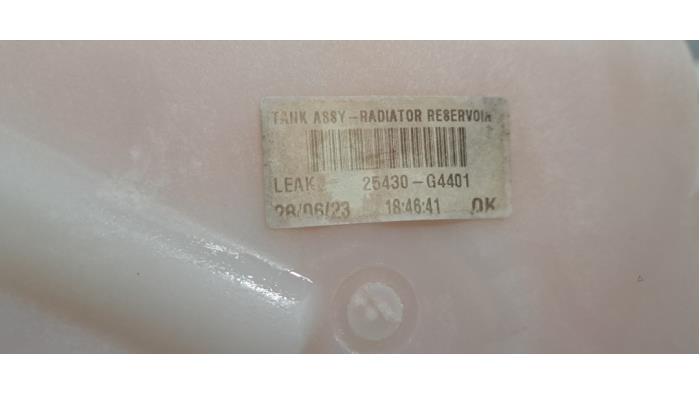 TANK ASSY-RADIATOR RESERVOIR
LEAK 25430-G4401
28/06/23 18:46:41 OK